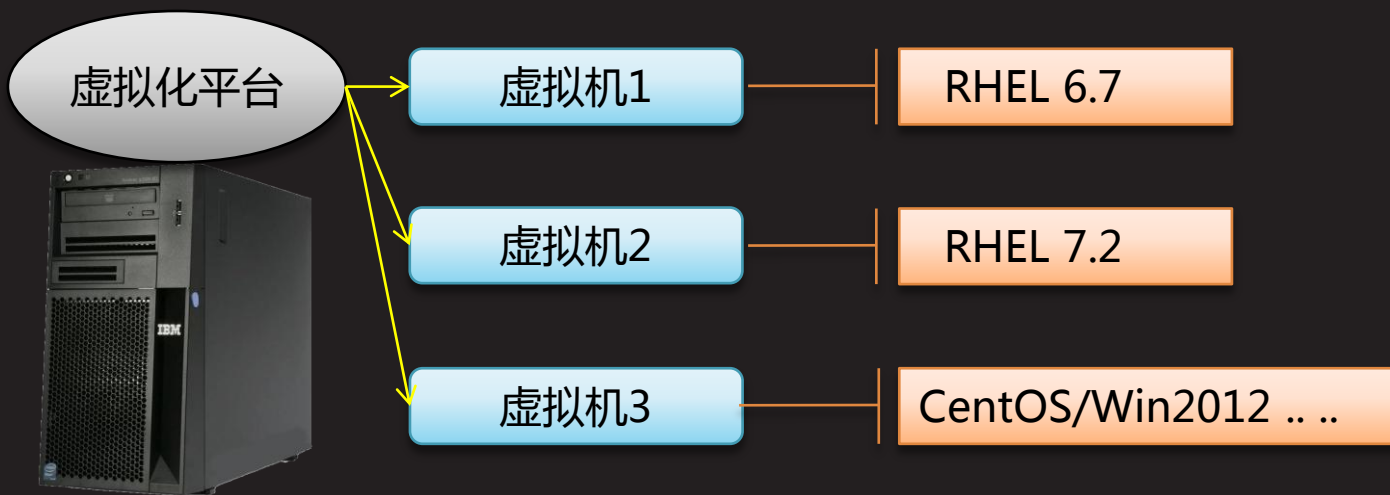 虚拟化平台
虚拟机1
RHEL 6.7
虚拟机2
RHEL 7.2
IBM
虚拟机3
CentOS/Win2012 .. ..